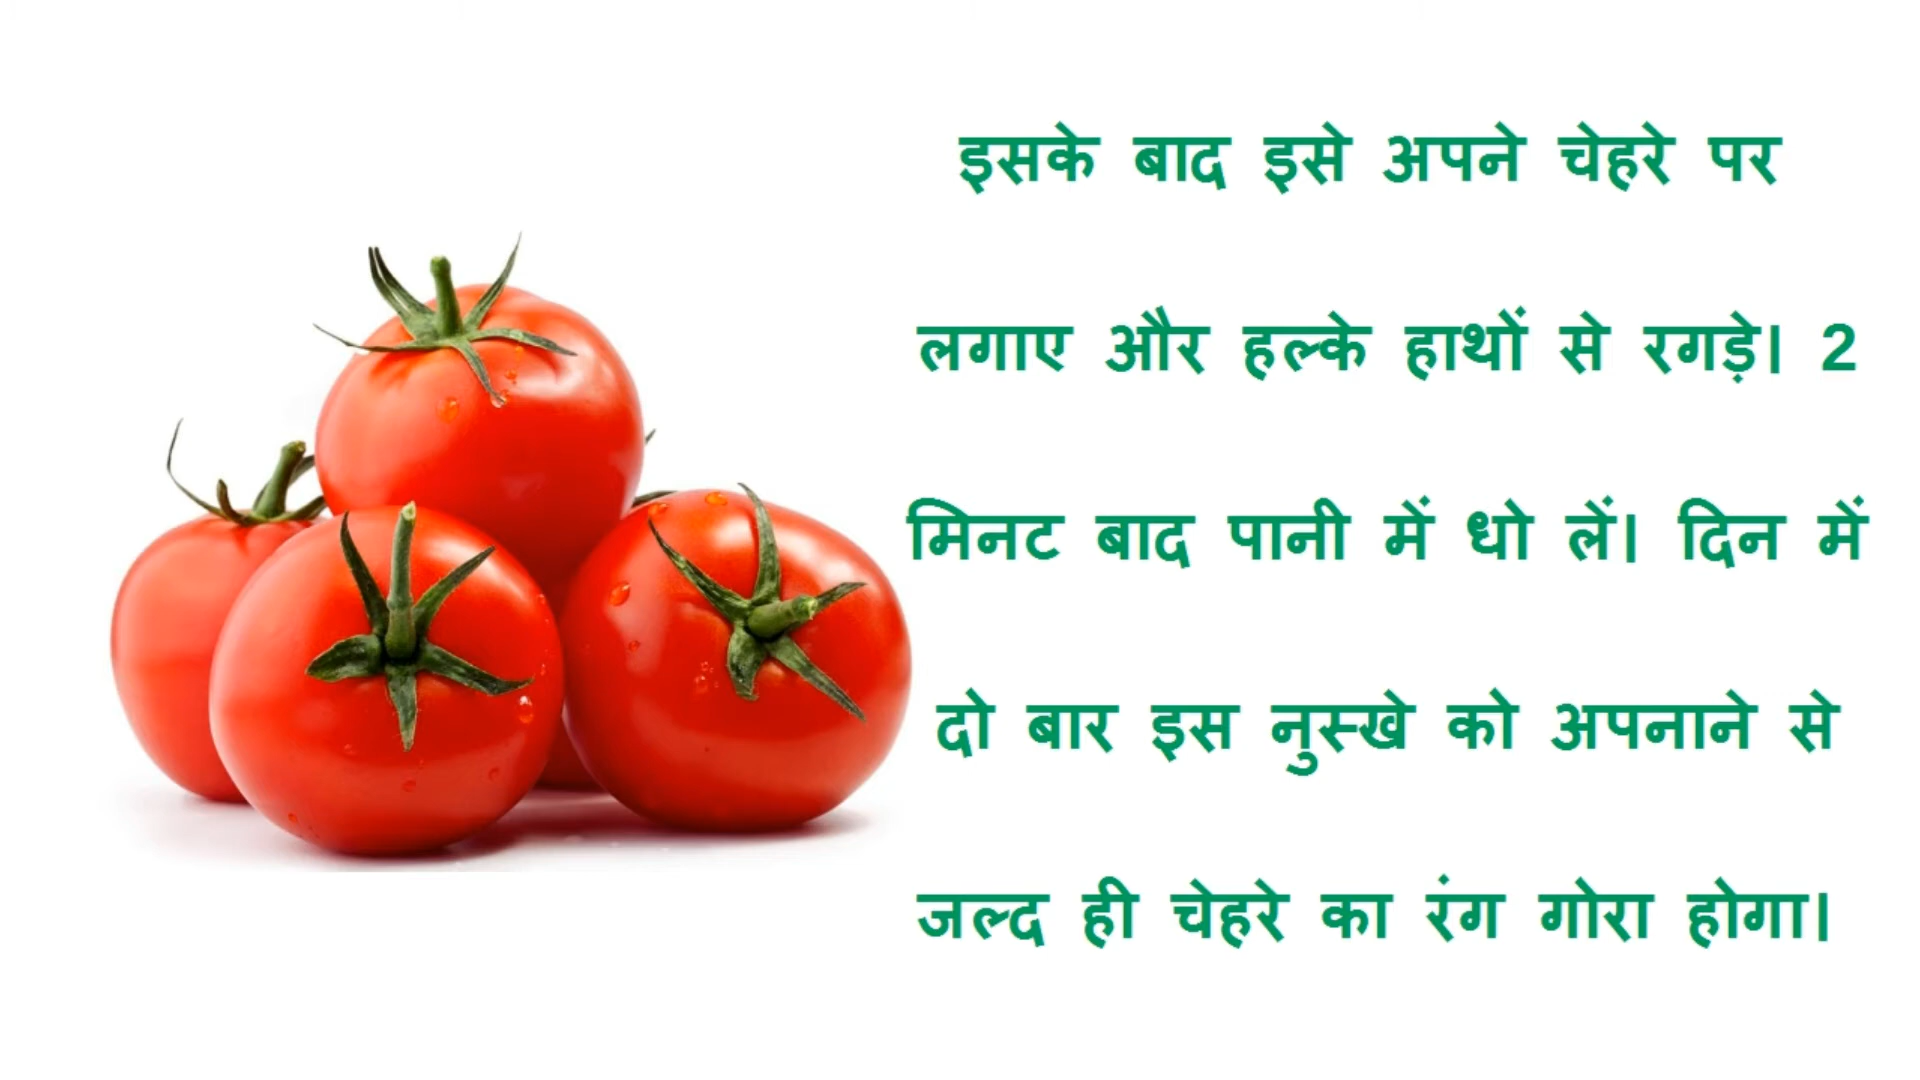 इसके बाद इसे अपने चेहरे पर
लगाए और हल्के हाथों से रगड़े। 2
मिनट बाद पानी में धो लें। दिन में
दो बार इस नुस्खे को अपनाने से
जल्द ही चेहरे का रंग गोरा होगा।